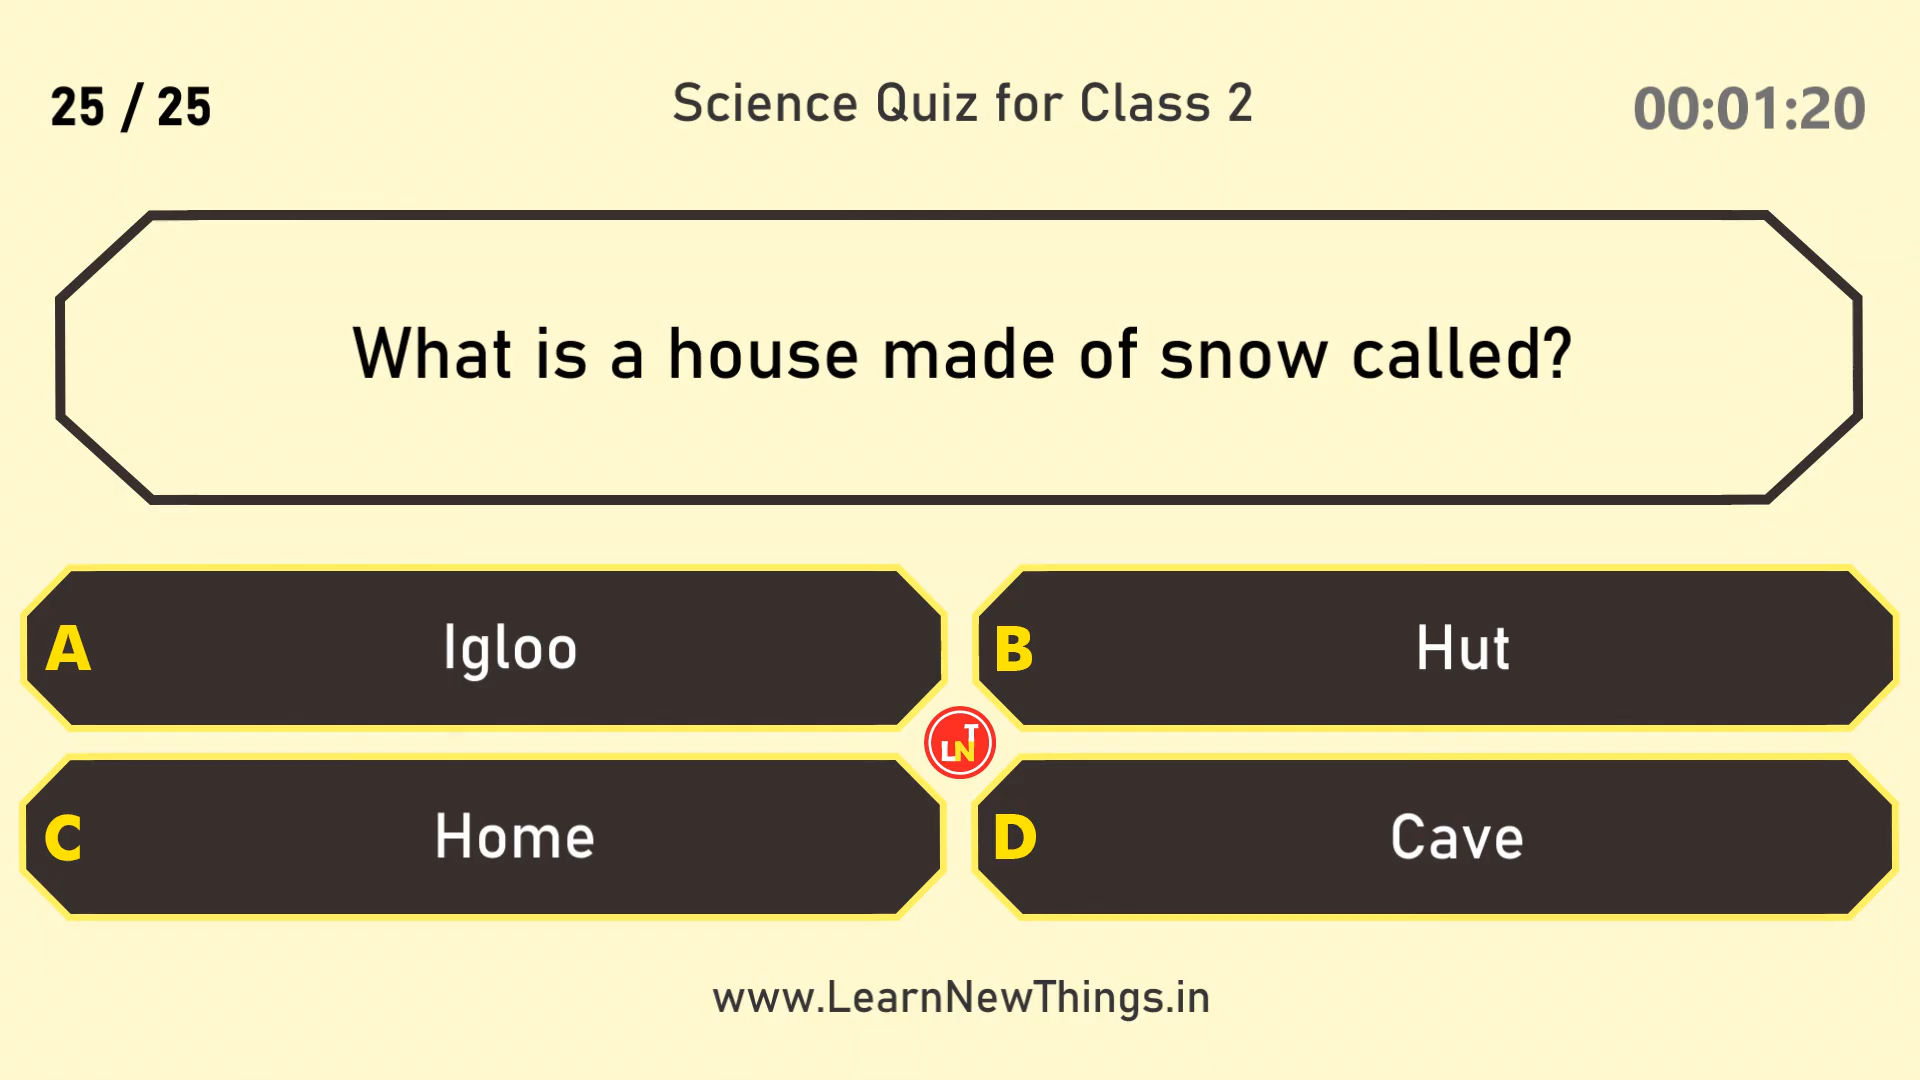 25 / 25
Science Quiz for Class 2
00:01:20
What is a house made of snow called?
A Igloo
B Hut
LNT
C Home
D Cave
www.LearnNewThings.in